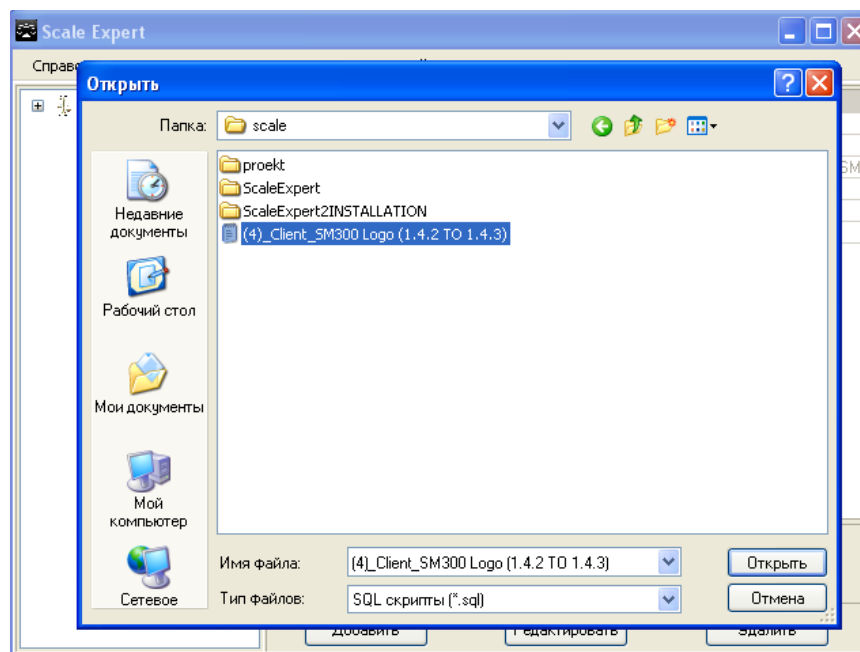 Scale Expert
Справо
Открыть
Папка: scale
proekt
ScaleExpert
ScaleExpert2INSTALLATION
(4)_Client_SM300 Logo (1.4.2 TO 1.4.3)
SM
Недавние
документы
Рабочий стол
Мои документы
Мой
компьютер
Сетевое
Имя файла: (4)_Client_SM300 Logo (1.4.2 TO 1.4.3) Открыть
Тип файлов: SQL скрипты (*.sql) Отмена
Добавить Редактировать Удалить